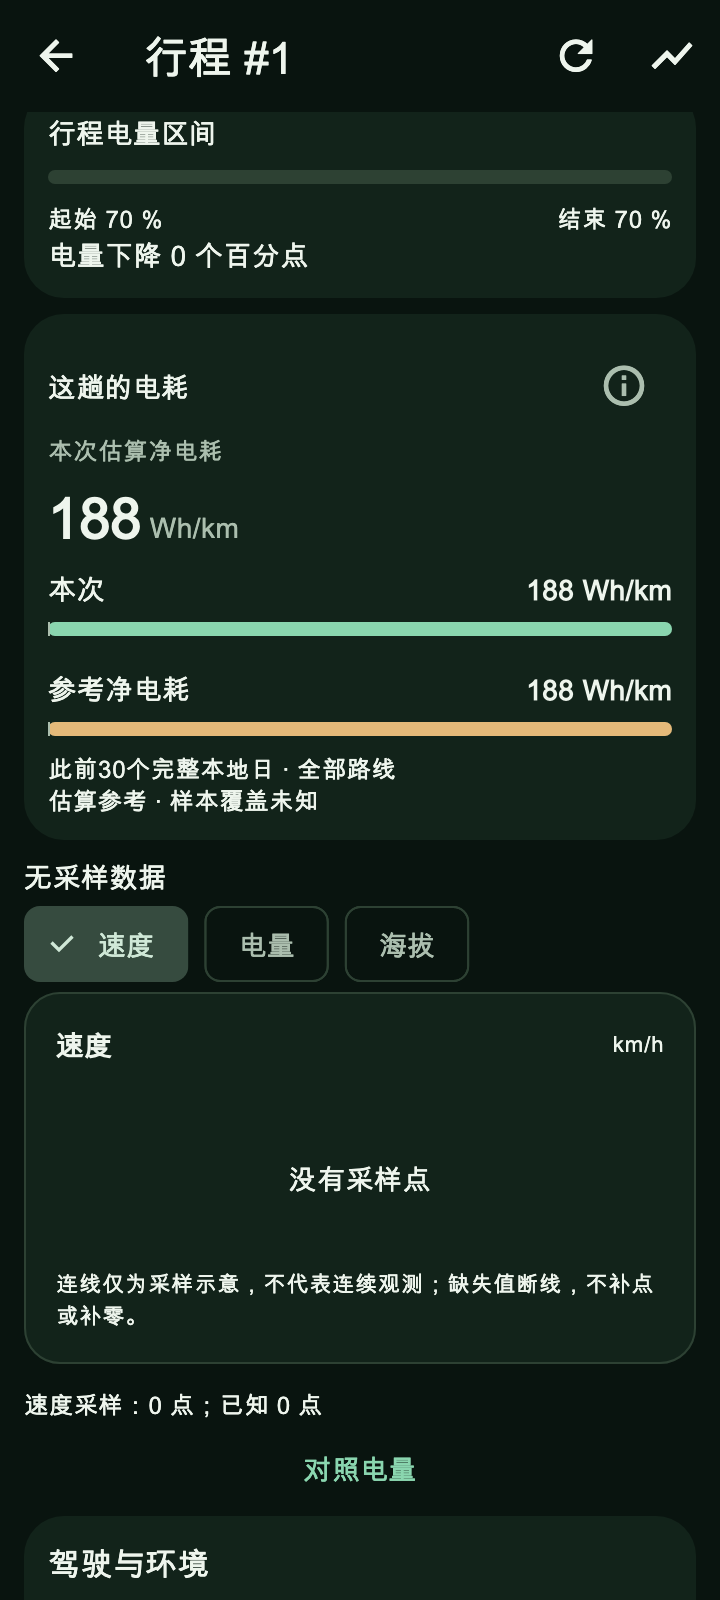 行程 #1
行程电量区间
起始 70 %
结束 70 %
电量下降 0 个百分点
这趟的电耗
本次估算净电耗
188 Wh/km
本次
188 Wh/km
参考净电耗
188 Wh/km
此前30个完整本地日 · 全部路线
估算参考 · 样本覆盖未知
无采样数据
速度
电量
海拔
速度
km/h
没有采样点
连线仅为采样示意，不代表连续观测；缺失值断线，不补点
或补零。
速度采样：0 点；已知 0 点
对照电量
驾驶与环境